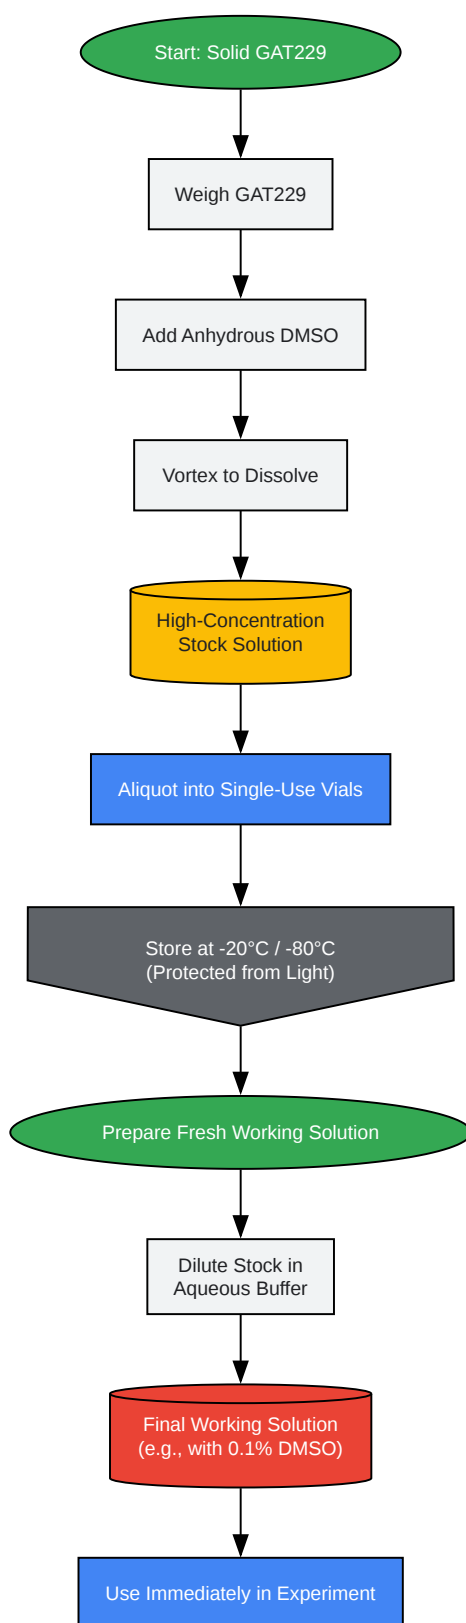 Start: Solid GAT229
Weigh GAT229
Add Anhydrous DMSO
Vortex to Dissolve
High-Concentration
Stock Solution
Aliquot into Single-Use Vials
Store at -20°C / -80°C
(Protected from Light)
Prepare Fresh Working Solution
Dilute Stock in
Aqueous Buffer
Final Working Solution
(e.g., with 0.1% DMSO)
Use Immediately in Experiment